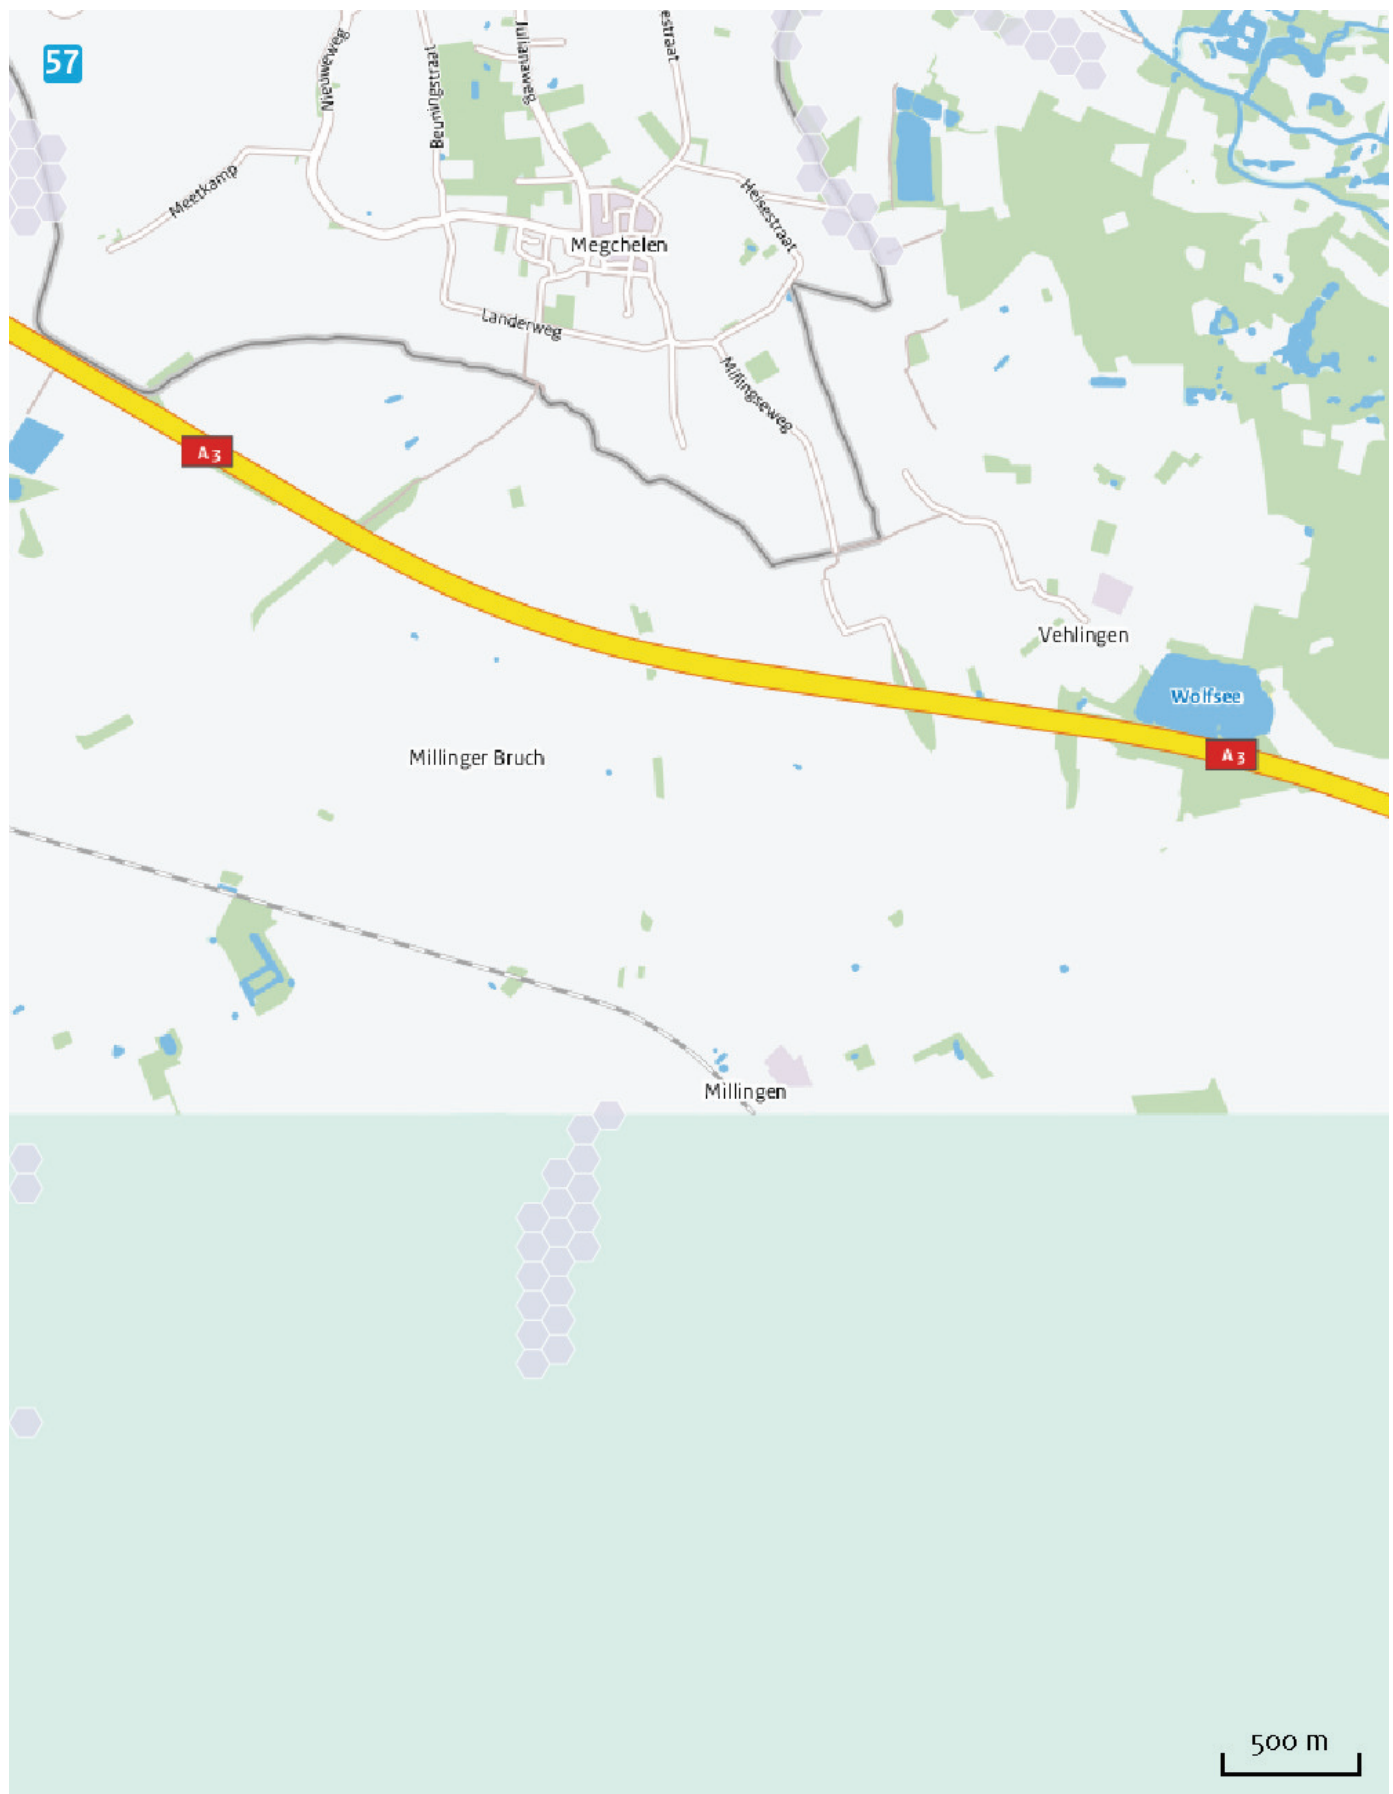 57
Nieuweweg
Beuningstraat
Julianaweg
estraat
Meetkamp
Heisestraat
Megchelen
Landerweg
Millingseweg
A 3
Vehlingen
Wolfsee
A 3
Millinger Bruch
Millingen
500 m